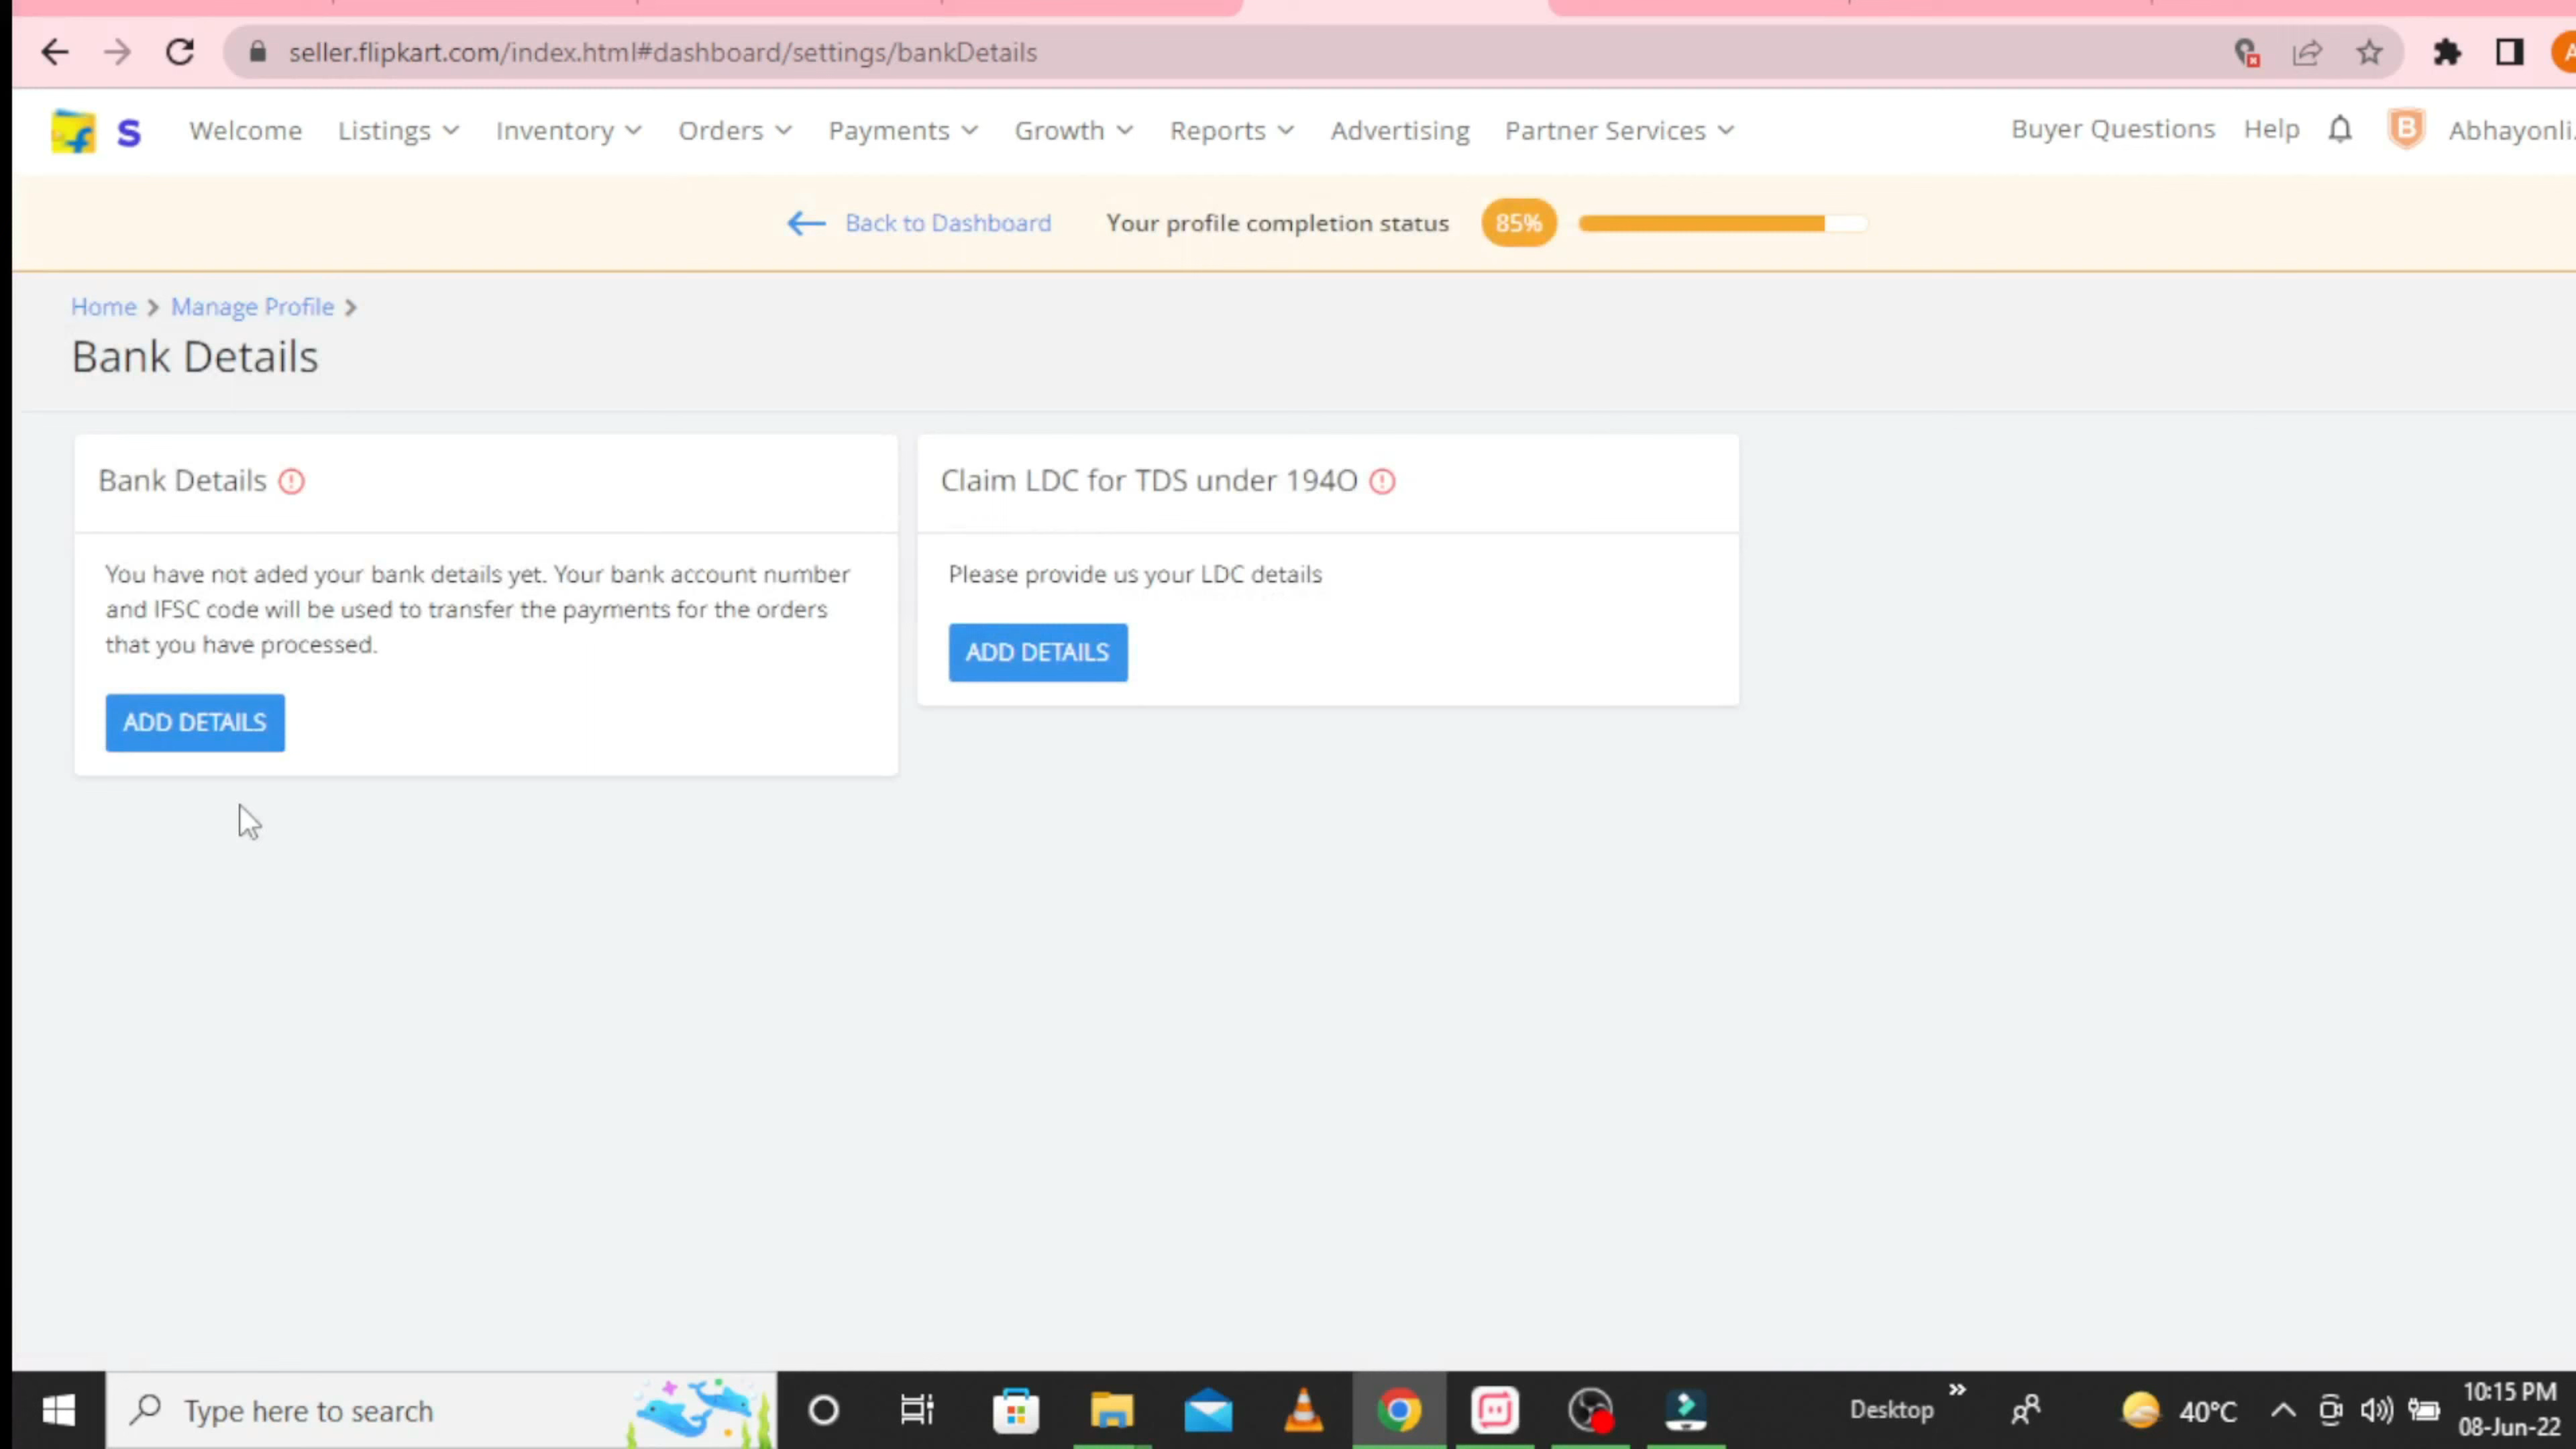 seller.flipkart.com/index.html#dashboard/settings/bankDetails
S Welcome Listings Inventory Orders Payments Growth Reports Advertising Partner Services Buyer Questions Help B Abhayonli.
Back to Dashboard Your profile completion status 85%
Home Manage Profile
Bank Details
Bank Details
You have not aded your bank details yet. Your bank account number
and IFSC code will be used to transfer the payments for the orders
that you have processed.
ADD DETAILS
Claim LDC for TDS under 194O
Please provide us your LDC details
ADD DETAILS
Type here to search
Desktop
40°C
10:15 PM
08-Jun-22